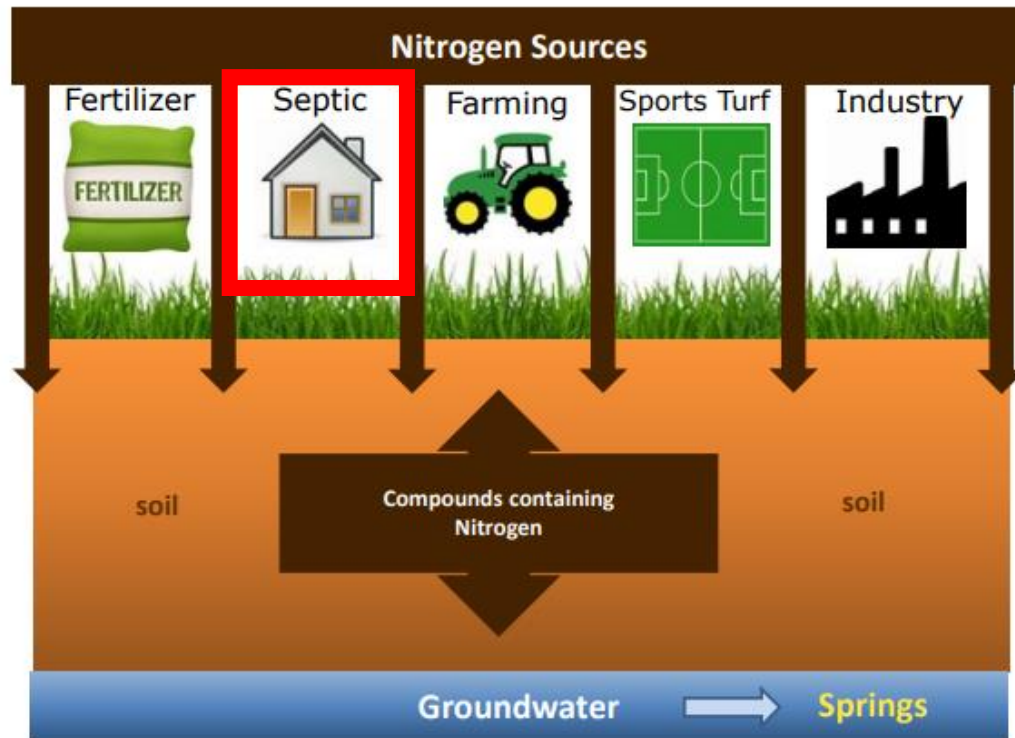 Nitrogen Sources
Fertilizer
Septic
Farming
Sports Turf
Industry
FERTILIZER
soil
Compounds containing
Nitrogen
soil
Groundwater
Springs